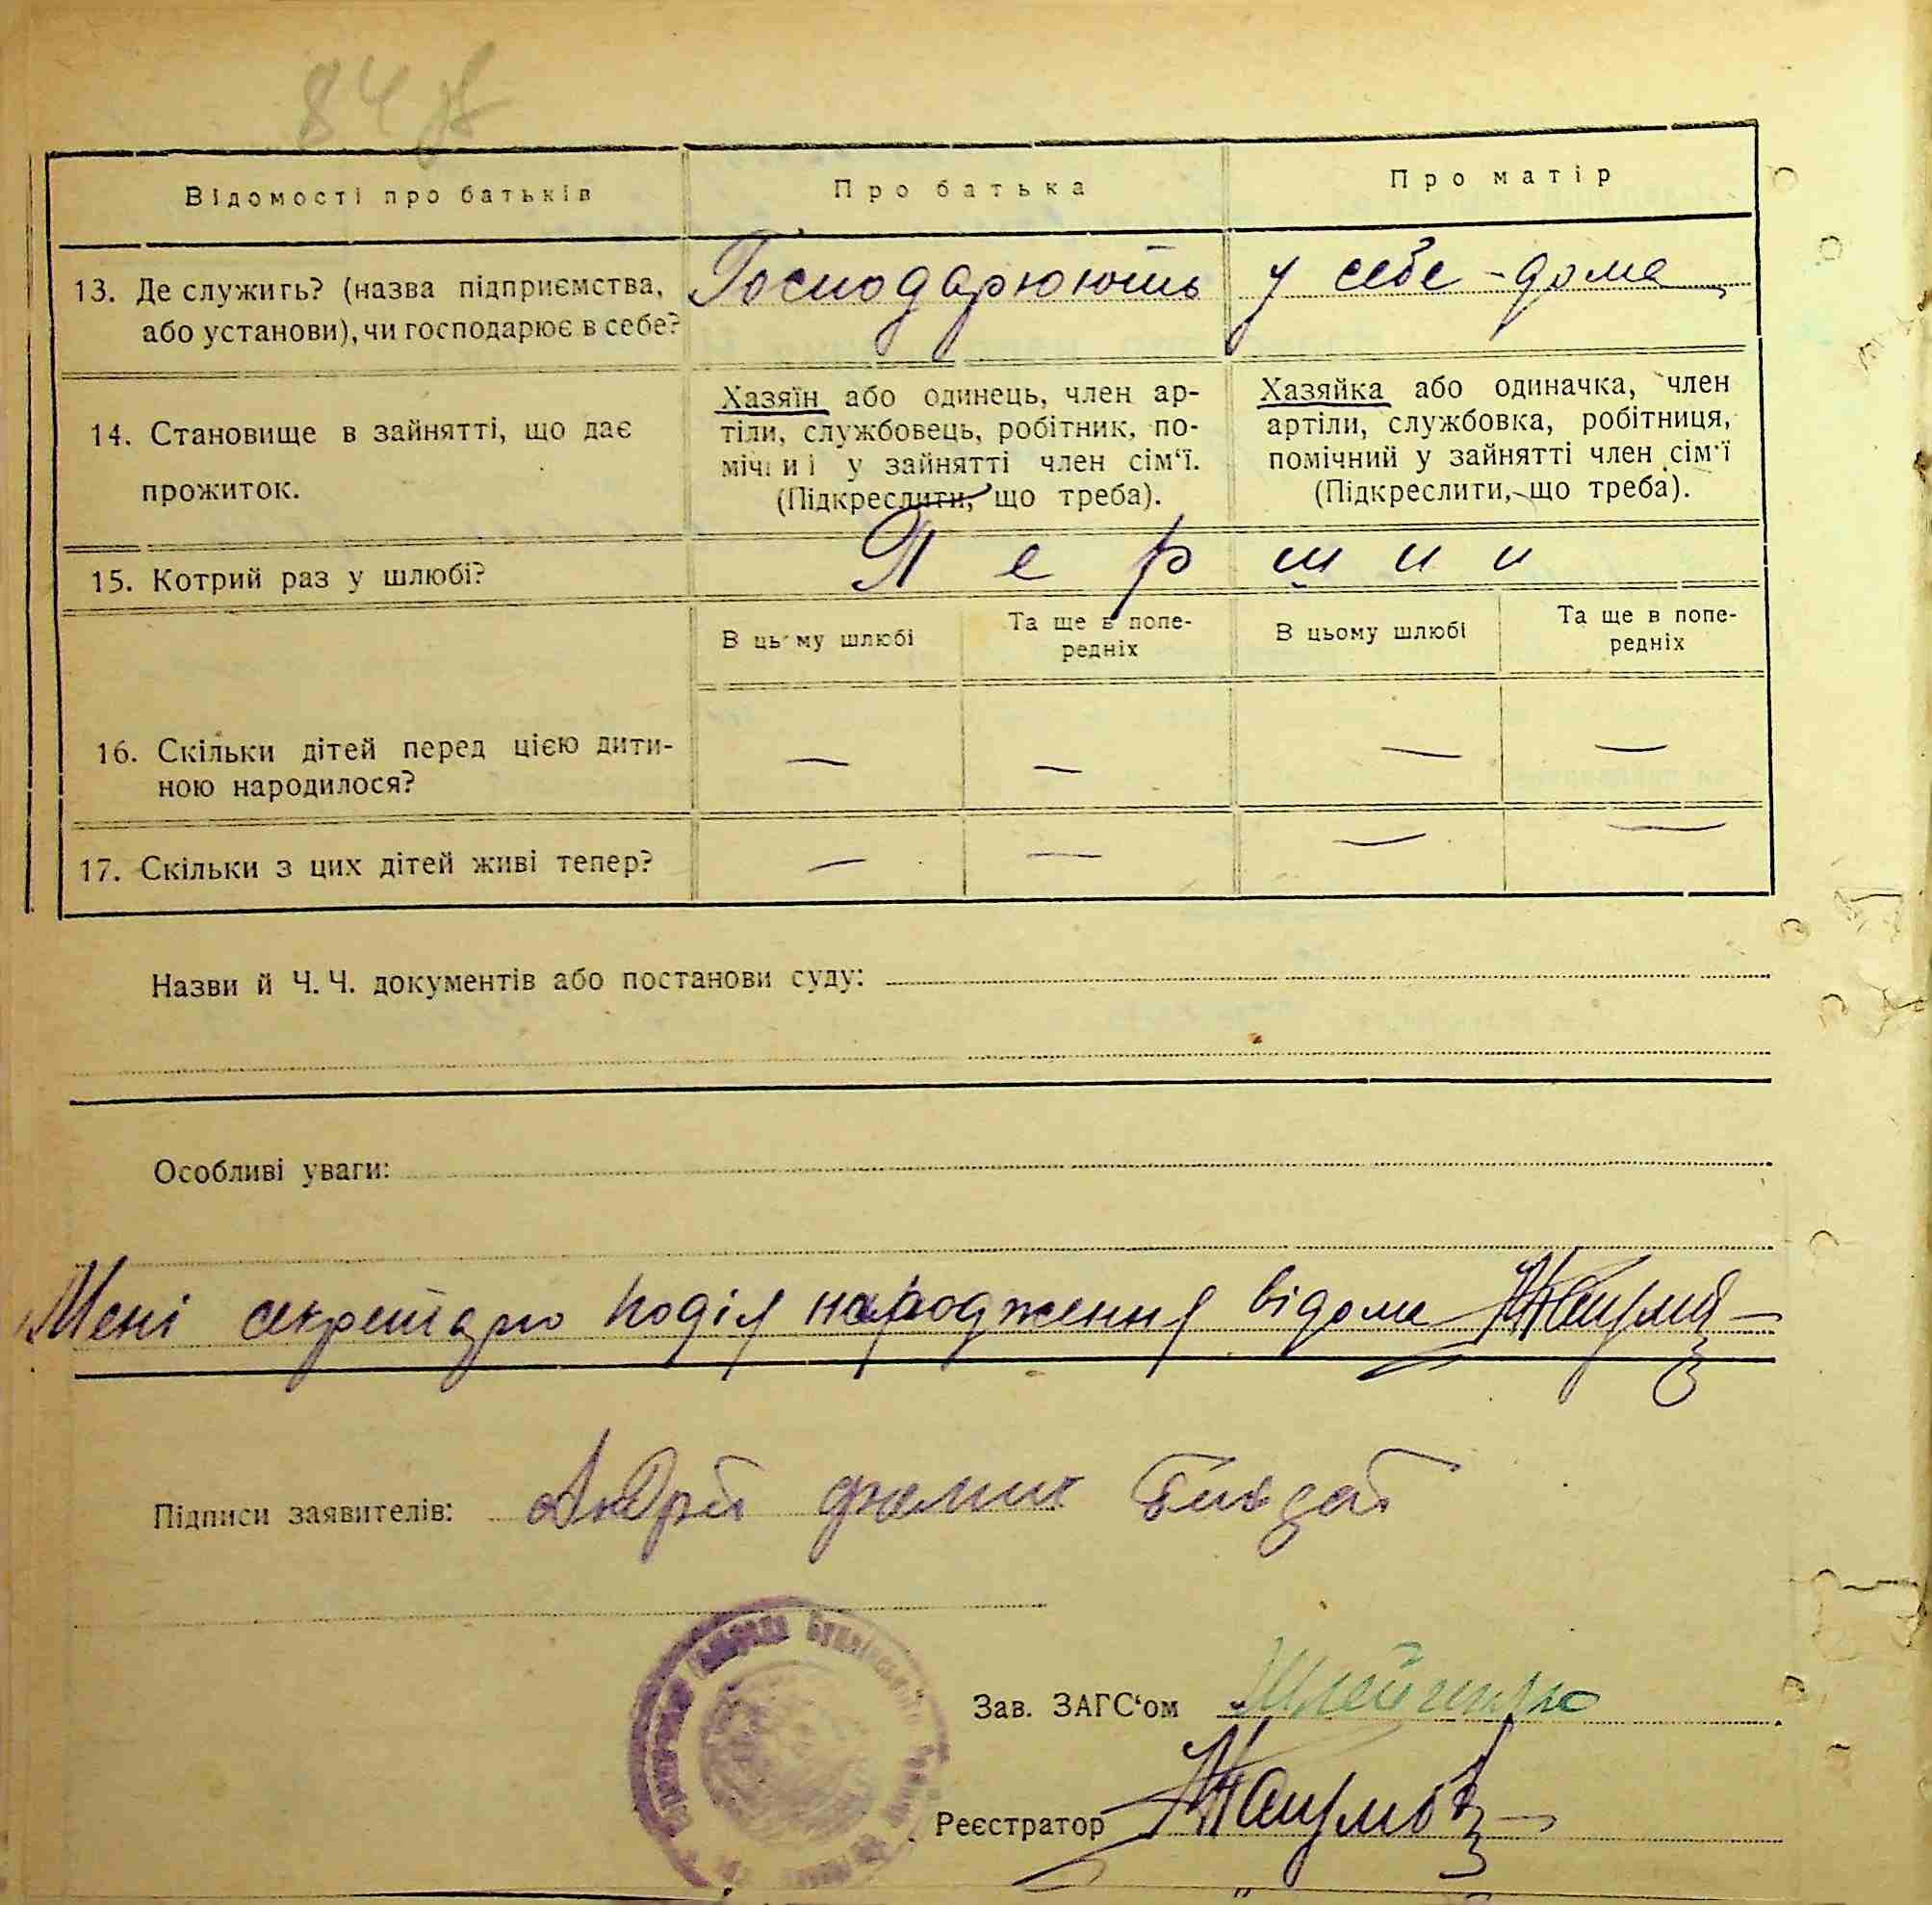 84
Відомості про батьків
Про батька
Про матір
13. Де служить? (назва підприємства,
або установи), чи господарює в себе?
Господарюють у себе - дома
14. Становище в зайнятті, що дає
прожиток.
Хазяїн або одинець, член ар-
тіли, службовець, робітник, по-
мічний у зайнятті член сім'ї.
(Підкреслити, що треба).
Хазяйка або одиначка, член
артіли, службовка, робітниця,
помічний у зайнятті член сім'ї
(Підкреслити, що треба).
15. Котрий раз у шлюбі?
Перший
В цьому шлюбі
Та ще в попе-
редніх
В цьому шлюбі
Та ще в попе-
редніх
16. Скільки дітей перед цією дити-
ною народилося?
— — — —
17. Скільки з цих дітей живі тепер?
— — — —
Назви й Ч. Ч. документів або постанови суду:
Особливі уваги:
Мені секретарю подія народження відома
Підписи заявителів: Андрій
Зав. ЗАГС'ом
Реєстратор